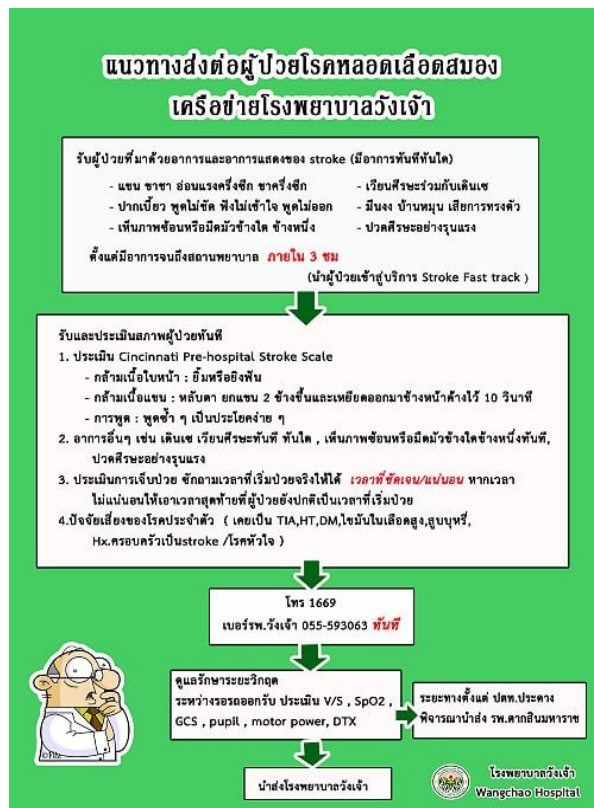 แนวทางส่งต่อผู้ป่วยโรคหลอดเลือดสมอง
เครือข่ายโรงพยาบาลวังเจ้า
รับผู้ป่วยที่มาด้วยอาการและอาการแสดงของ stroke (มีอาการทันทีทันใด)
- แขน ขาชา อ่อนแรงครึ่งซีก ชาครึ่งซีก
- เวียนศีรษะร่วมกับเดินเซ
- ปากเบี้ยว พูดไม่ชัด ฟังไม่เข้าใจ พูดไม่ออก
- มึนงง บ้านหมุน เสียการทรงตัว
- เห็นภาพซ้อนหรือมืดมัวข้างใด ข้างหนึ่ง
- ปวดศีรษะอย่างรุนแรง
ตั้งแต่มีอาการจนถึงสถานพยาบาล ภายใน 3 ชม
(นำผู้ป่วยเข้าสู่บริการ Stroke Fast track )
รับและประเมินสภาพผู้ป่วยทันที
1. ประเมิน Cincinnati Pre-hospital Stroke Scale
- กล้ามเนื้อใบหน้า : ยิ้มหรือยิงฟัน
- กล้ามเนื้อแขน : หลับตา ยกแขน 2 ข้างขึ้นและเหยียดออกมาข้างหน้าค้างไว้ 10 วินาที
- การพูด : พูดซ้ำ ๆ เป็นประโยคง่าย ๆ
2. อาการอื่นๆ เช่น เดินเซ เวียนศีรษะทันที ทันใด , เห็นภาพซ้อนหรือมืดมัวข้างใดข้างหนึ่งทันที,
ปวดศีรษะอย่างรุนแรง
3. ประเมินการเจ็บป่วย ซักถามเวลาที่เริ่มป่วยจริงให้ได้ เวลาที่ชัดเจน/แน่นอน หากเวลา
ไม่แน่นอนให้เอาเวลาสุดท้ายที่ผู้ป่วยยังปกติเป็นเวลาที่เริ่มป่วย
4.ปัจจัยเสี่ยงของโรคประจำตัว ( เคยเป็น TIA,HT,DM,ไขมันในเลือดสูง,สูบบุหรี่,
Hx.ครอบครัวเป็นstroke /โรคหัวใจ )
โทร 1669
เบอร์รพ.วังเจ้า 055-593063 ทันที
ดูแลรักษาระยะวิกฤต
ระหว่างรอรถออกรับ ประเมิน V/S , SpO2 ,
GCS , pupil , motor power, DTX
ระยะทางตั้งแต่ ปตท.ประดาง
พิจารณานำส่ง รพ.ตากสินมหาราช
นำส่งโรงพยาบาลวังเจ้า
โรงพยาบาลวังเจ้า
Wangchao Hospital